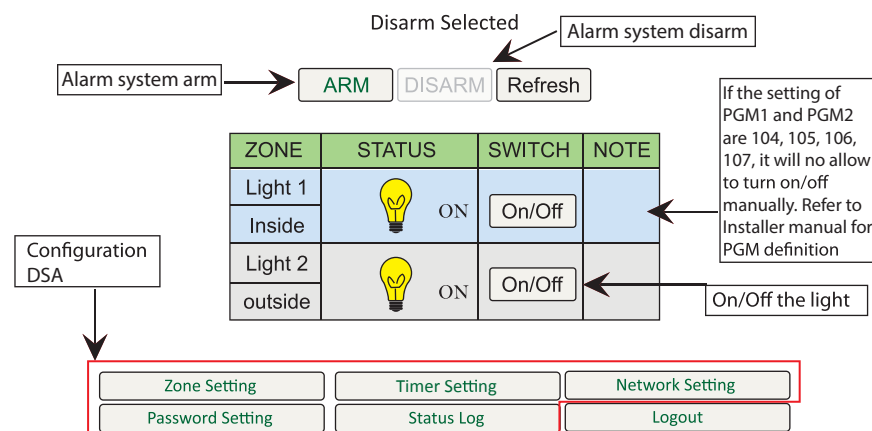 Disarm Selected
Alarm system disarm
Alarm system arm
ARM
DISARM
Refresh
If the setting of
PGM1 and PGM2
are 104, 105, 106,
107, it will no allow
to turn on/off
manually. Refer to
Installer manual for
PGM definition
ZONE STATUS SWITCH NOTE
Light 1
Inside
ON
On/Off
Light 2
outside
ON
On/Off
Configuration
DSA
On/Off the light
Zone Setting
Timer Setting
Network Setting
Password Setting
Status Log
Logout